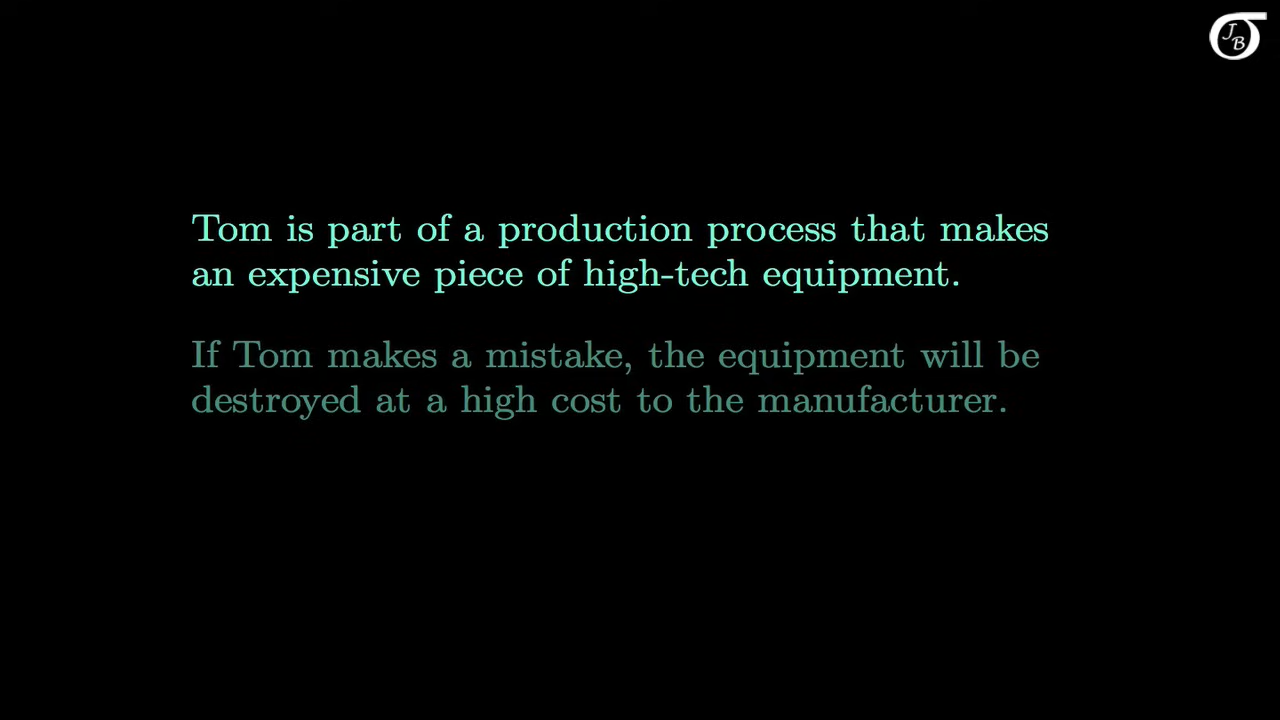 JB
Tom is part of a production process that makes
an expensive piece of high-tech equipment.
If Tom makes a mistake, the equipment will be
destroyed at a high cost to the manufacturer.